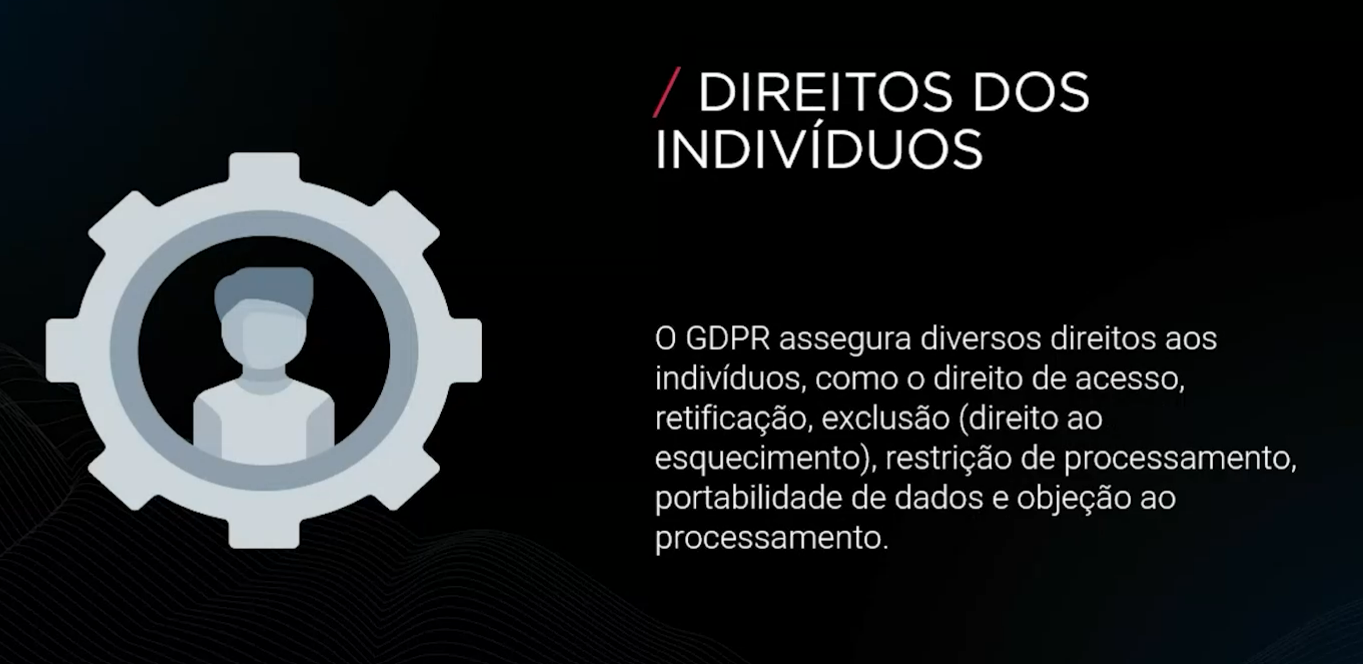 / DIREITOS DOS
INDIVÍDUOS
O GDPR assegura diversos direitos aos
indivíduos, como o direito de acesso,
retificação, exclusão (direito ao
esquecimento), restrição de processamento,
portabilidade de dados e objeção ao
processamento.